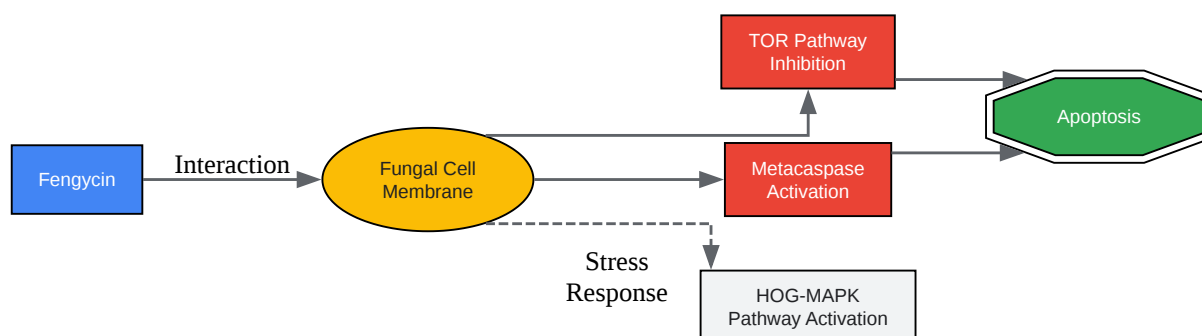 TOR Pathway
Inhibition
Apoptosis
Fengycin
Interaction
Fungal Cell
Membrane
Metacaspase
Activation
Stress
Response
HOG-MAPK
Pathway Activation